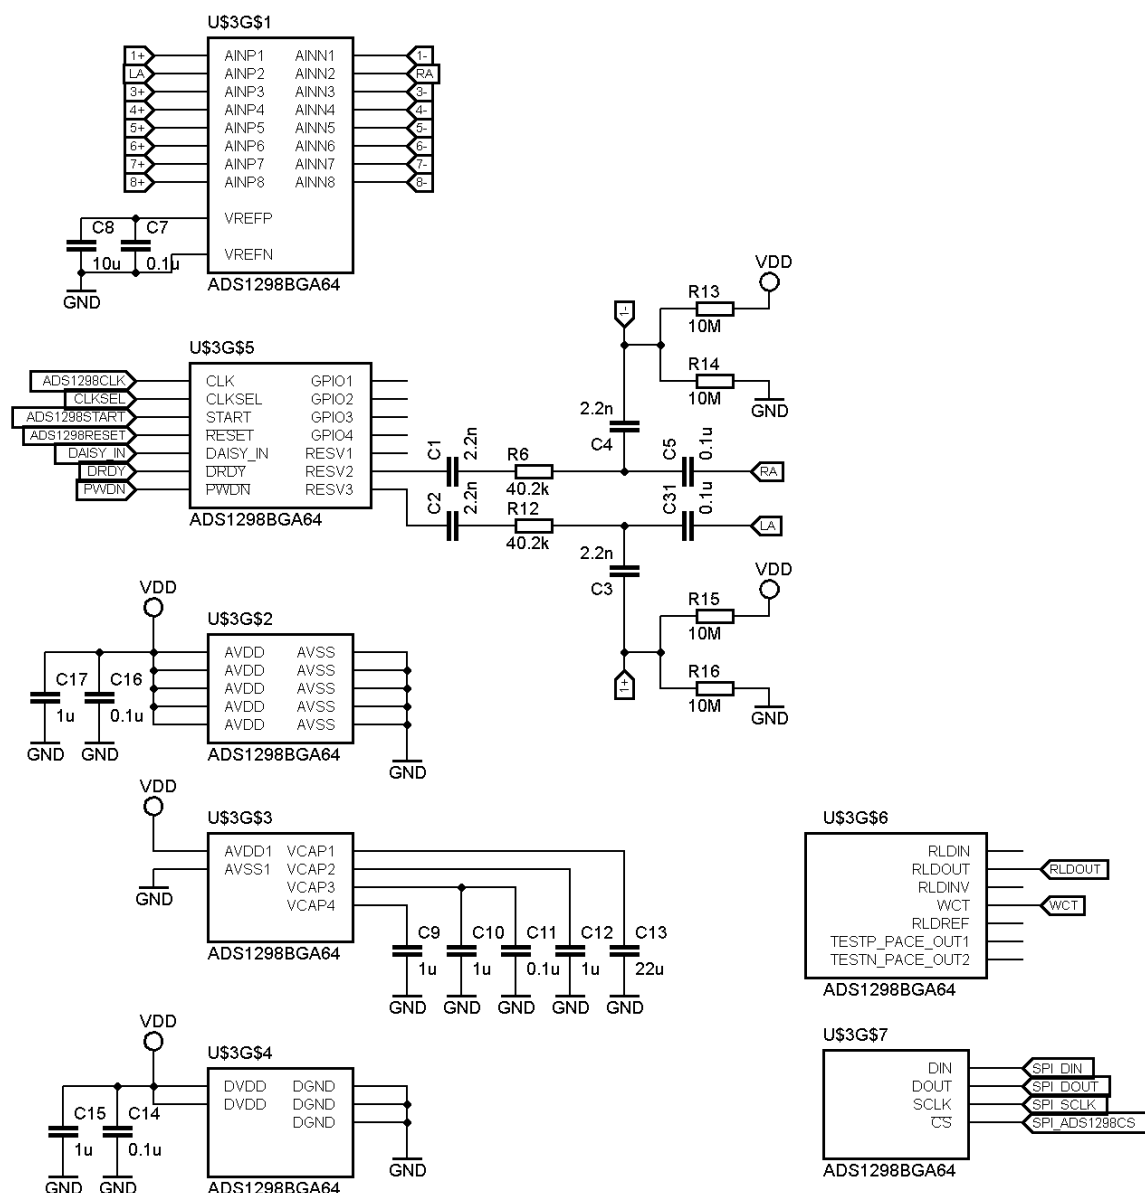 U$3G$1
1+ AINP1 AINN1 1-
LA AINP2 AINN2 RA
3+ AINP3 AINN3 3-
4+ AINP4 AINN4 4-
5+ AINP5 AINN5 5-
6+ AINP6 AINN6 6-
7+ AINP7 AINN7 7-
8+ AINP8 AINN8 8-
C8 C7 VREFP
10u 0.1u VREFN
GND
ADS1298BGA64
VDD
R13
10M
1-
R14
10M
GND
U$3G$5
ADS1298CLK CLK GPIO1
CLKSEL CLKSEL GPIO2
ADS1298START START GPIO3
ADS1298RESET RESET GPIO4
DAISY_IN DAISY_IN RESV1
DRDY DRDY RESV2
PWDN PWDN RESV3
ADS1298BGA64
2.2n
C4
C1
2.2n
R6
40.2k
C5
0.1u
RA
C2
2.2n
R12
40.2k
C31
0.1u
LA
2.2n
C3
VDD
R15
10M
1+
R16
10M
GND
VDD
U$3G$2
AVDD AVSS
AVDD AVSS
AVDD AVSS
AVDD AVSS
AVDD AVSS
C17 C16
1u 0.1u
GND GND
ADS1298BGA64
GND
VDD
U$3G$3
AVDD1 VCAP1
AVSS1 VCAP2
VCAP3
VCAP4
GND
ADS1298BGA64
C9 C10 C11 C12 C13
1u 1u 0.1u 1u 22u
GND GND GND GND GND
U$3G$6
RLDIN
RLDOUT RLDOUT
RLDINV
WCT WCT
RLDREF
TESTP_PACE_OUT1
TESTN_PACE_OUT2
ADS1298BGA64
VDD
U$3G$4
DVDD DGND
DVDD DGND
DGND
C15 C14
1u 0.1u
GND GND
ADS1298BGA64
GND
U$3G$7
DIN SPI_DIN
DOUT SPI_DOUT
SCLK SPI_SCLK
CS SPI_ADS1298CS
ADS1298BGA64